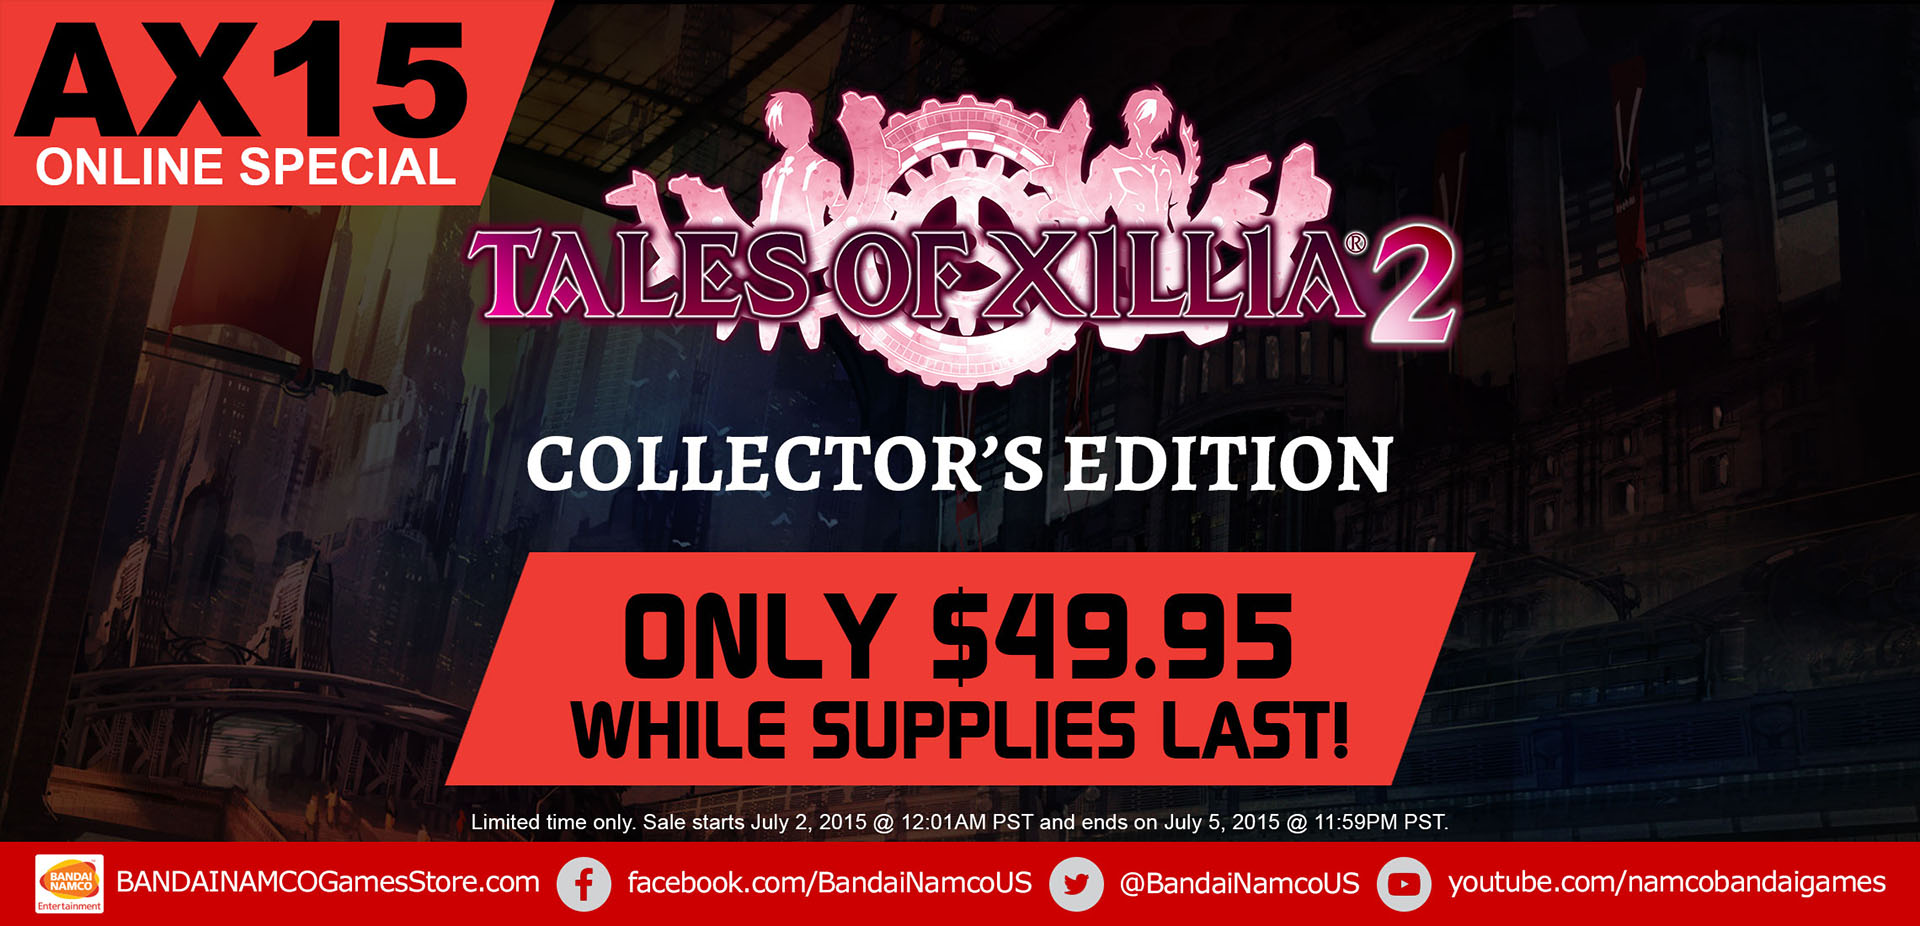 AX15
ONLINE SPECIAL
TALES OF XILLIA® 2
COLLECTOR'S EDITION
ONLY $49.95
WHILE SUPPLIES LAST!
Limited time only. Sale starts July 2, 2015 @ 12:01AM PST and ends on July 5, 2015 @ 11:59PM PST.
BANDAI
NAMCO
Entertainment
BANDAINAMCOGamesStore.com
facebook.com/BandaiNamcoUS
@BandaiNamcoUS
youtube.com/namcobandaigames